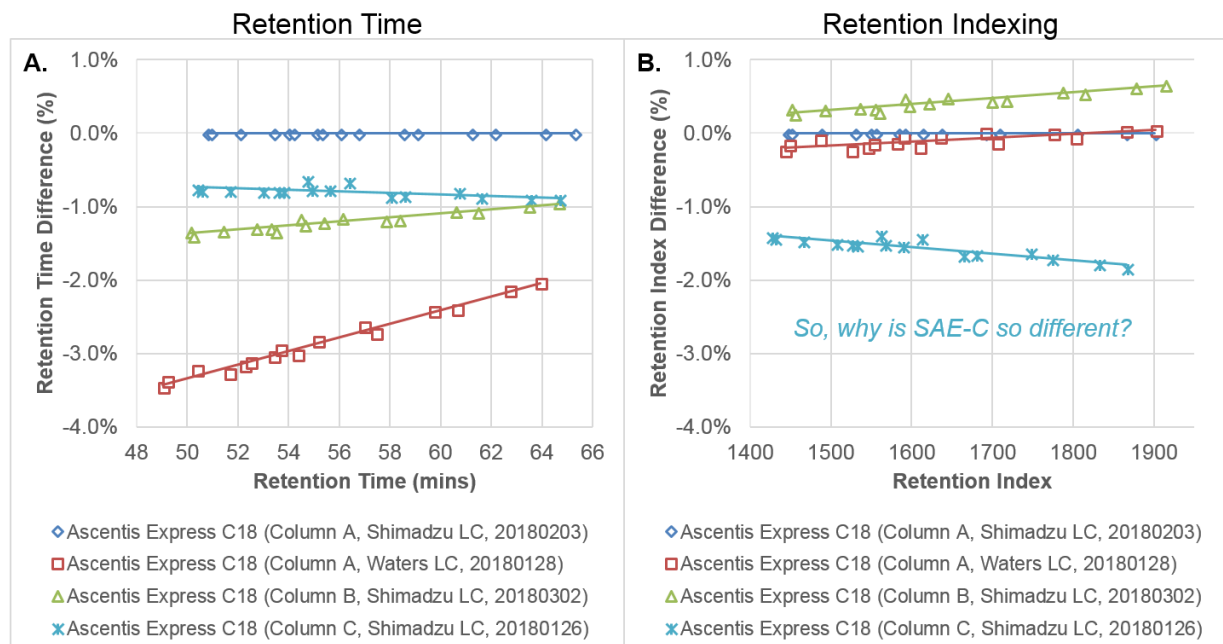 Retention Time
Retention Indexing
A.
Retention Time Difference (%)
1.0%
0.0%
-1.0%
-2.0%
-3.0%
-4.0%
48 50 52 54 56 58 60 62 64 66
Retention Time (mins)
Ascentis Express C18 (Column A, Shimadzu LC, 20180203)
Ascentis Express C18 (Column A, Waters LC, 20180128)
Ascentis Express C18 (Column B, Shimadzu LC, 20180302)
Ascentis Express C18 (Column C, Shimadzu LC, 20180126)
B.
Retention Index Difference (%)
1.0%
0.0%
-1.0%
-2.0%
-3.0%
-4.0%
So, why is SAE-C so different?
1400 1500 1600 1700 1800 1900
Retention Index
Ascentis Express C18 (Column A, Shimadzu LC, 20180203)
Ascentis Express C18 (Column A, Waters LC, 20180128)
Ascentis Express C18 (Column B, Shimadzu LC, 20180302)
Ascentis Express C18 (Column C, Shimadzu LC, 20180126)